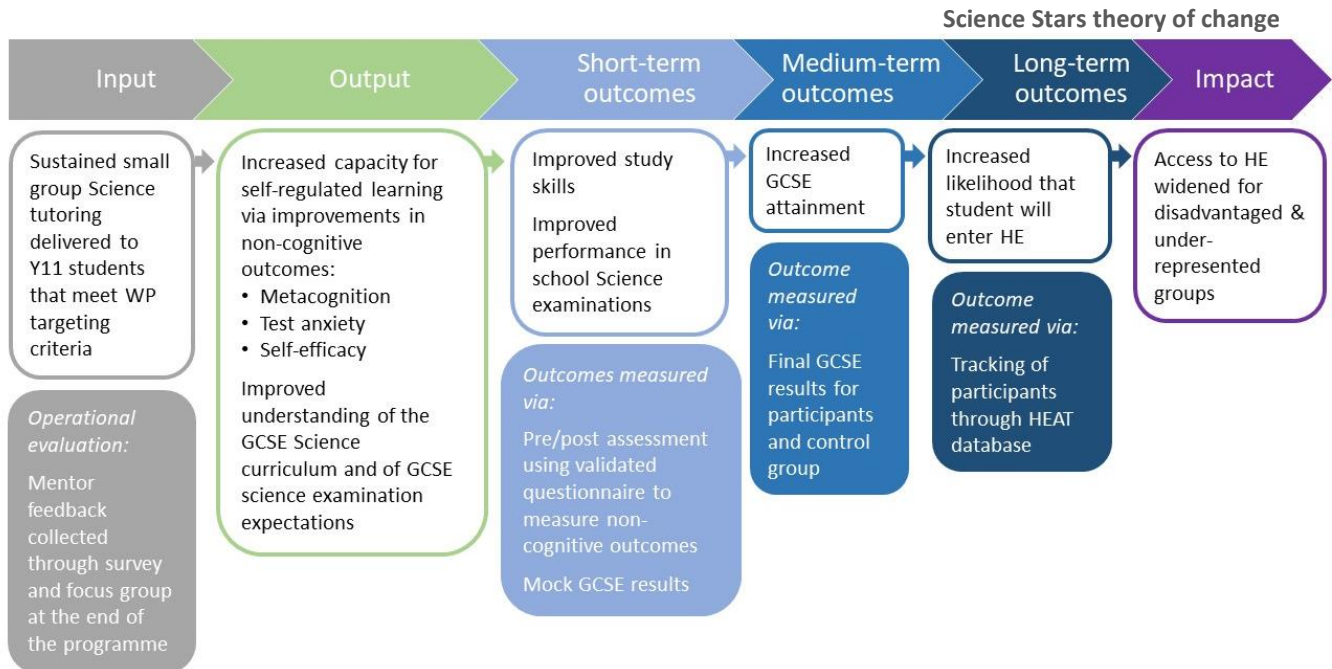 Science Stars theory of change
Input
Output
Short-term
outcomes
Medium-term
outcomes
Long-term
outcomes
Impact
Sustained small
group Science
tutoring
delivered to
Y11 students
that meet WP
targeting
criteria
Operational
evaluation:
Mentor
feedback
collected
through survey
and focus group
at the end of
the programme
Increased capacity for
self-regulated learning
via improvements in
non-cognitive
outcomes:
• Metacognition
• Test anxiety
• Self-efficacy
Improved
understanding of the
GCSE Science
curriculum and of GCSE
science examination
expectations
Improved study
skills
Improved
performance in
school Science
examinations
Outcomes measured
via:
Pre/post assessment
using validated
questionnaire to
measure non-
cognitive outcomes
Mock GCSE results
Increased
GCSE
attainment
Outcome
measured
via:
Final GCSE
results for
participants
and control
group
Increased
likelihood that
student will
enter HE
Outcome
measured via:
Tracking of
participants
through HEAT
database
Access to HE
widened for
disadvantaged &
under-
represented
groups